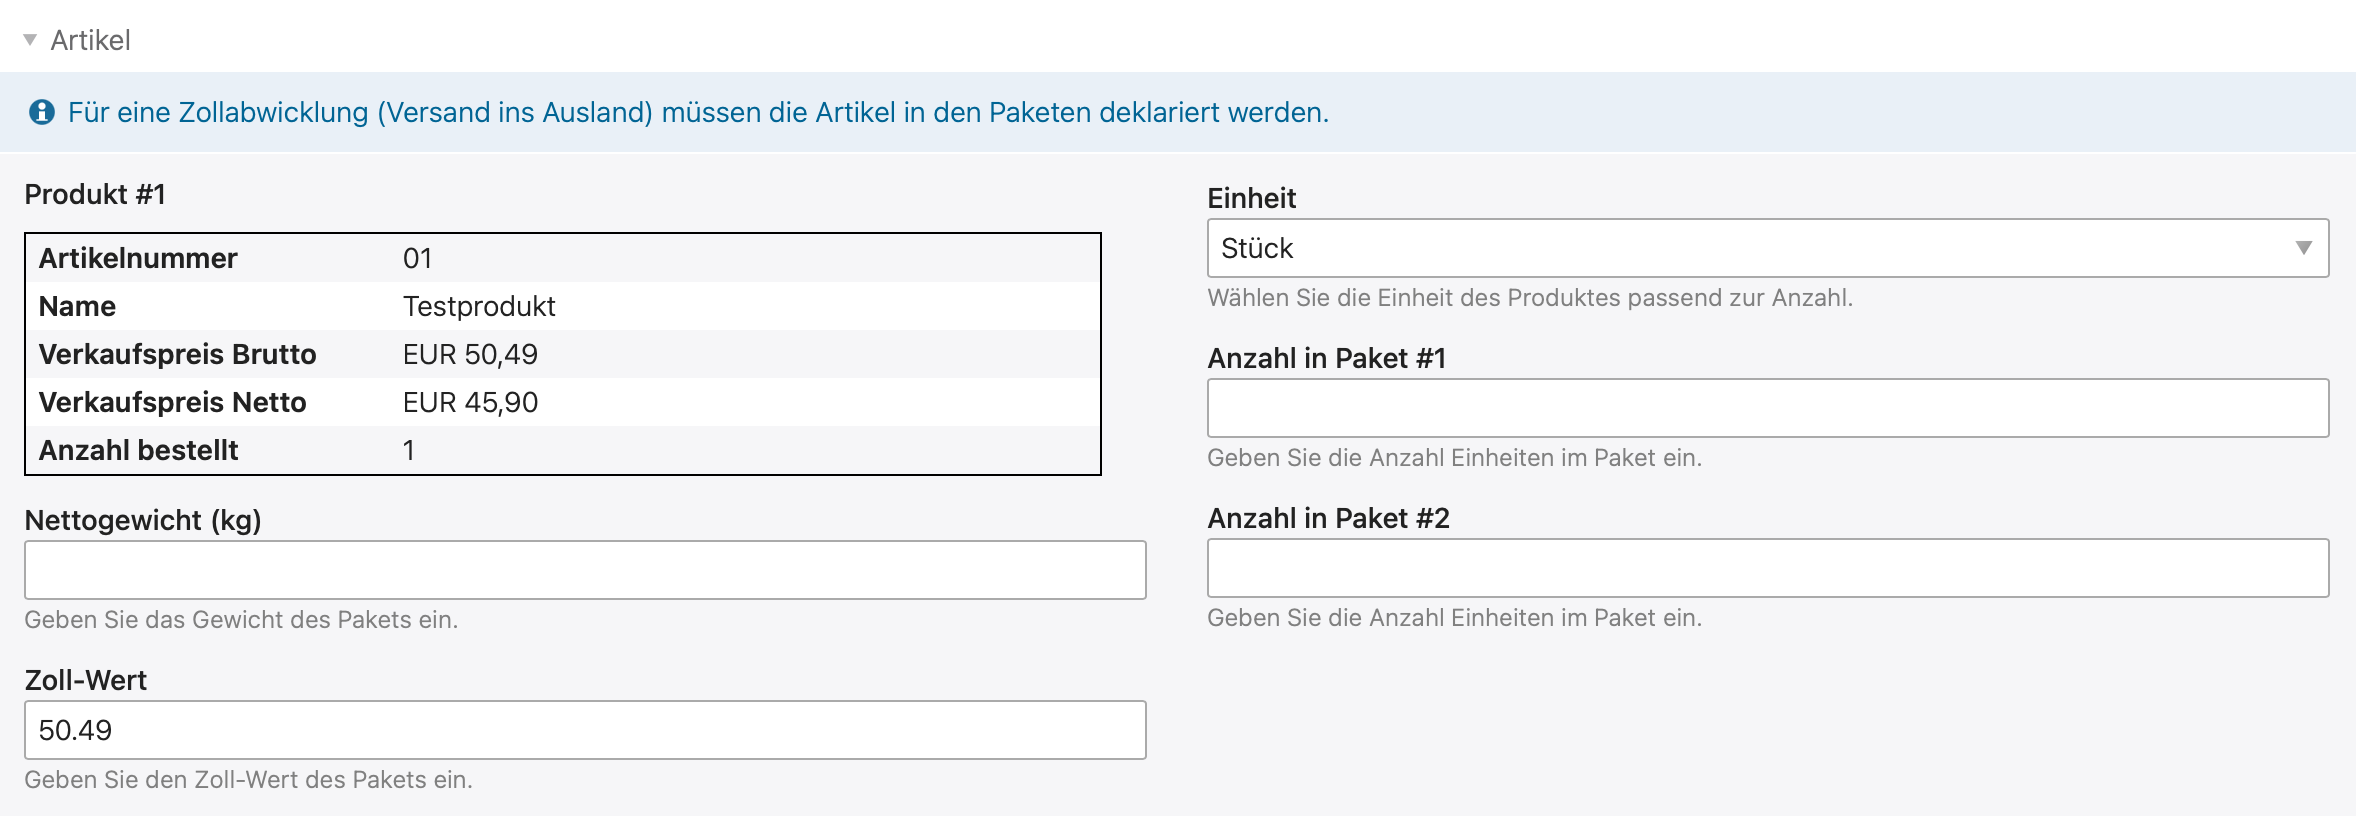 Artikel
Für eine Zollabwicklung (Versand ins Ausland) müssen die Artikel in den Paketen deklariert werden.
Produkt #1
Artikelnummer 01
Name Testprodukt
Verkaufspreis Brutto EUR 50,49
Verkaufspreis Netto EUR 45,90
Anzahl bestellt 1
Nettogewicht (kg)
Geben Sie das Gewicht des Pakets ein.
Zoll-Wert
50.49
Geben Sie den Zoll-Wert des Pakets ein.
Einheit
Stück
Wählen Sie die Einheit des Produktes passend zur Anzahl.
Anzahl in Paket #1
Geben Sie die Anzahl Einheiten im Paket ein.
Anzahl in Paket #2
Geben Sie die Anzahl Einheiten im Paket ein.